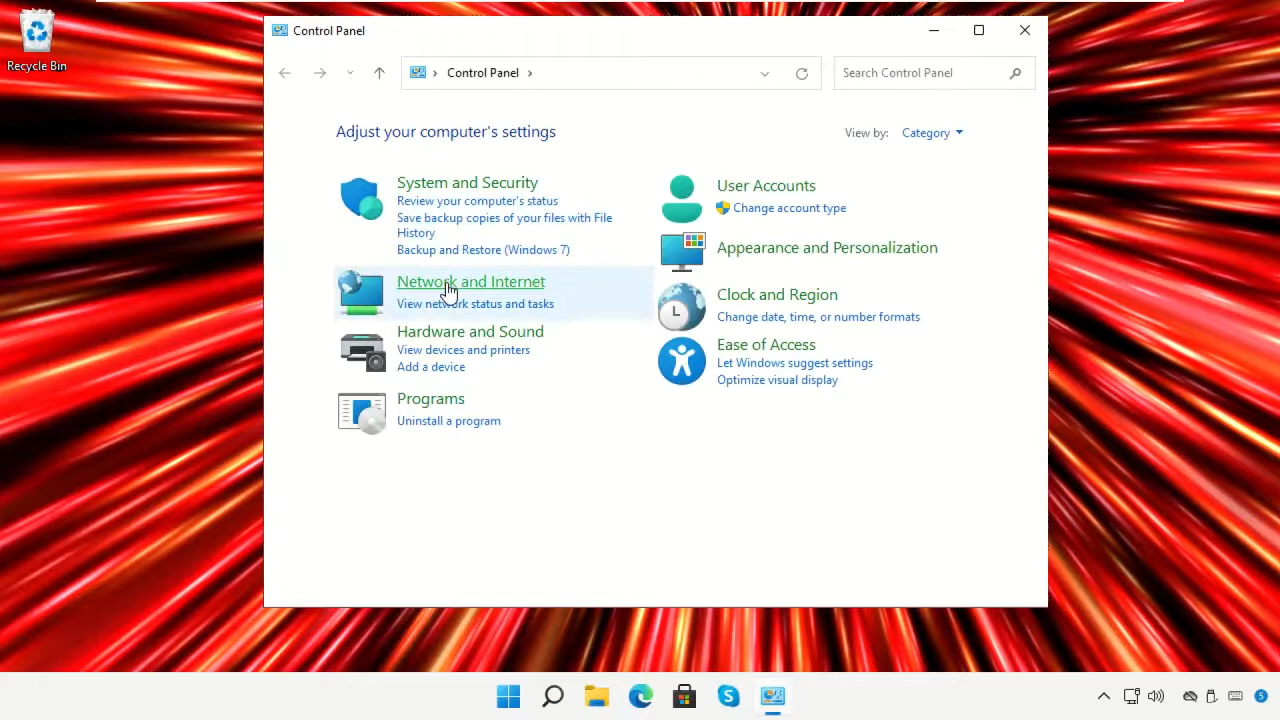 Recycle Bin
Control Panel
Control Panel
Search Control Panel
Adjust your computer's settings
View by: Category
System and Security
Review your computer's status
Save backup copies of your files with File
History
Backup and Restore (Windows 7)
Network and Internet
View network status and tasks
Hardware and Sound
View devices and printers
Add a device
Programs
Uninstall a program
User Accounts
Change account type
Appearance and Personalization
Clock and Region
Change date, time, or number formats
Ease of Access
Let Windows suggest settings
Optimize visual display
5